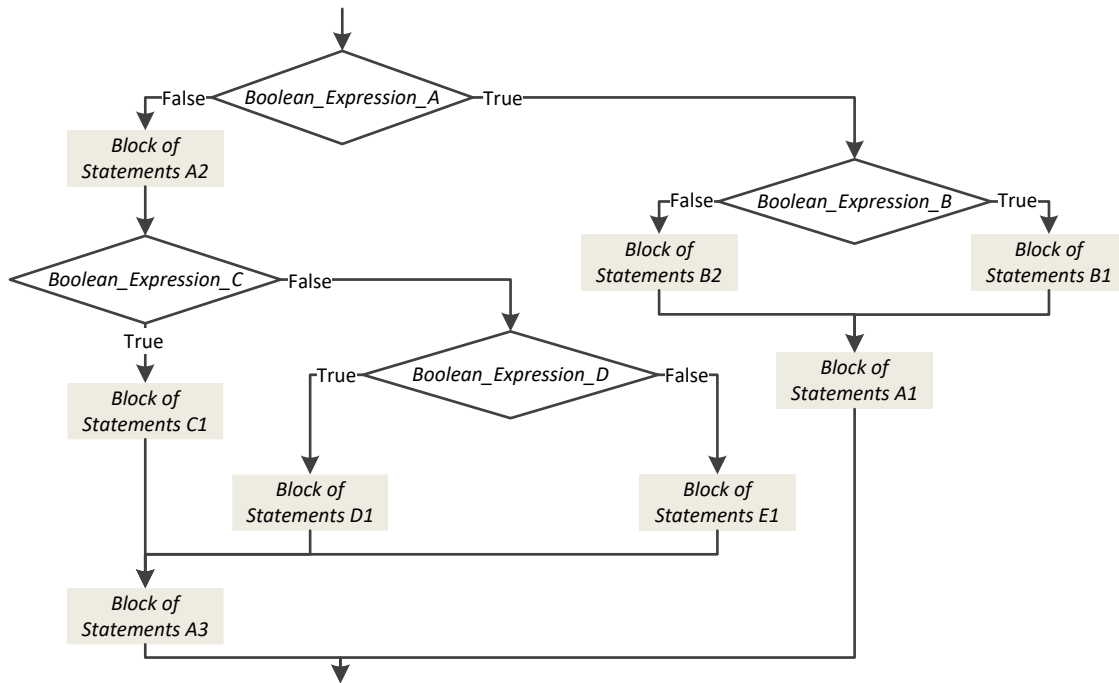 Boolean_Expression_A
False
True
Block of
Statements A2
Boolean_Expression_B
False
True
Block of
Statements B2
Block of
Statements B1
Boolean_Expression_C
False
True
Boolean_Expression_D
True
False
Block of
Statements A1
Block of
Statements C1
Block of
Statements D1
Block of
Statements E1
Block of
Statements A3